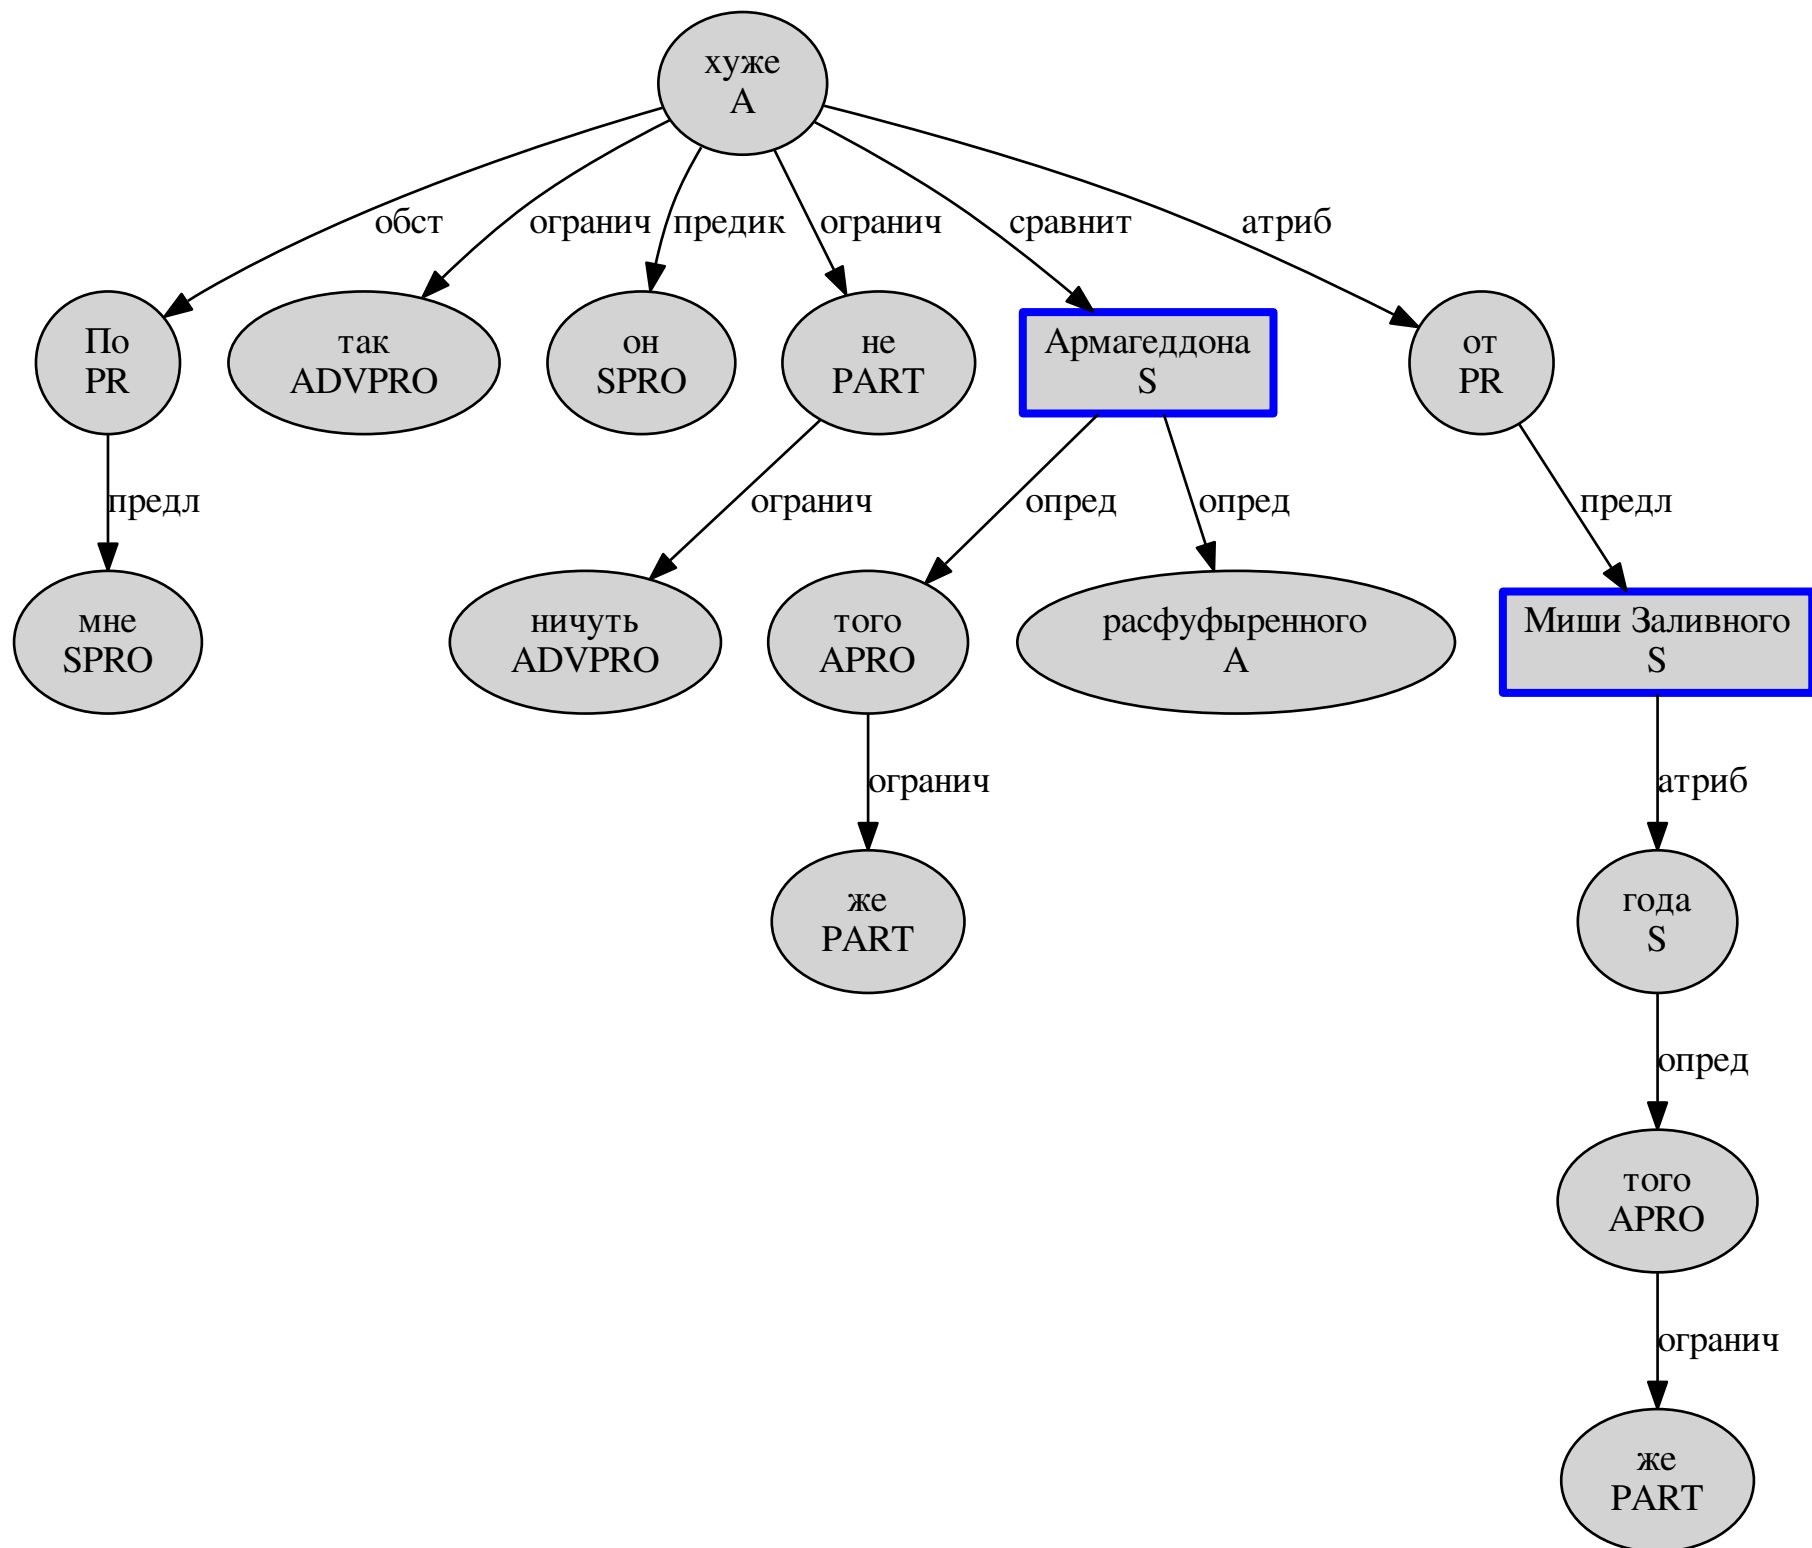 хуже
A
обст
огранич
предик
огранич
сравнит
атриб
По
PR
так
ADVPRO
он
SPRO
не
PART
Армагеддона
S
от
PR
предл
огранич
опред
опред
предл
мне
SPRO
ничуть
ADVPRO
того
APRO
расфуфыренного
A
Миши Заливного
S
огранич
атриб
же
PART
года
S
опред
того
APRO
огранич
же
PART